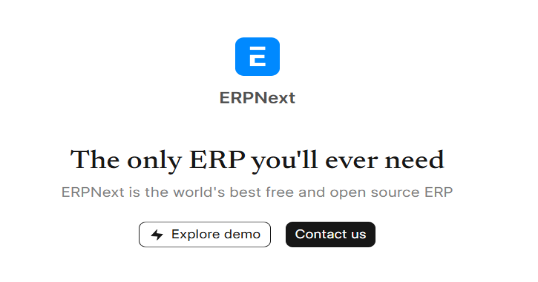 E
ERPNext
The only ERP you'll ever need
ERPNext is the world's best free and open source ERP
Explore demo
Contact us